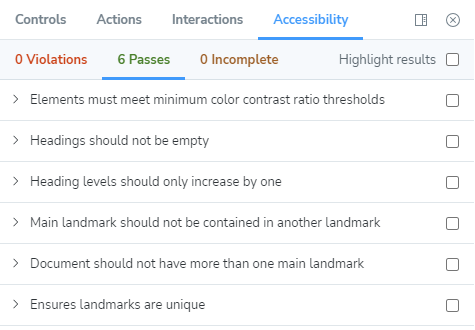 Controls Actions Interactions Accessibility
0 Violations 6 Passes 0 Incomplete Highlight results
Elements must meet minimum color contrast ratio thresholds
Headings should not be empty
Heading levels should only increase by one
Main landmark should not be contained in another landmark
Document should not have more than one main landmark
Ensures landmarks are unique